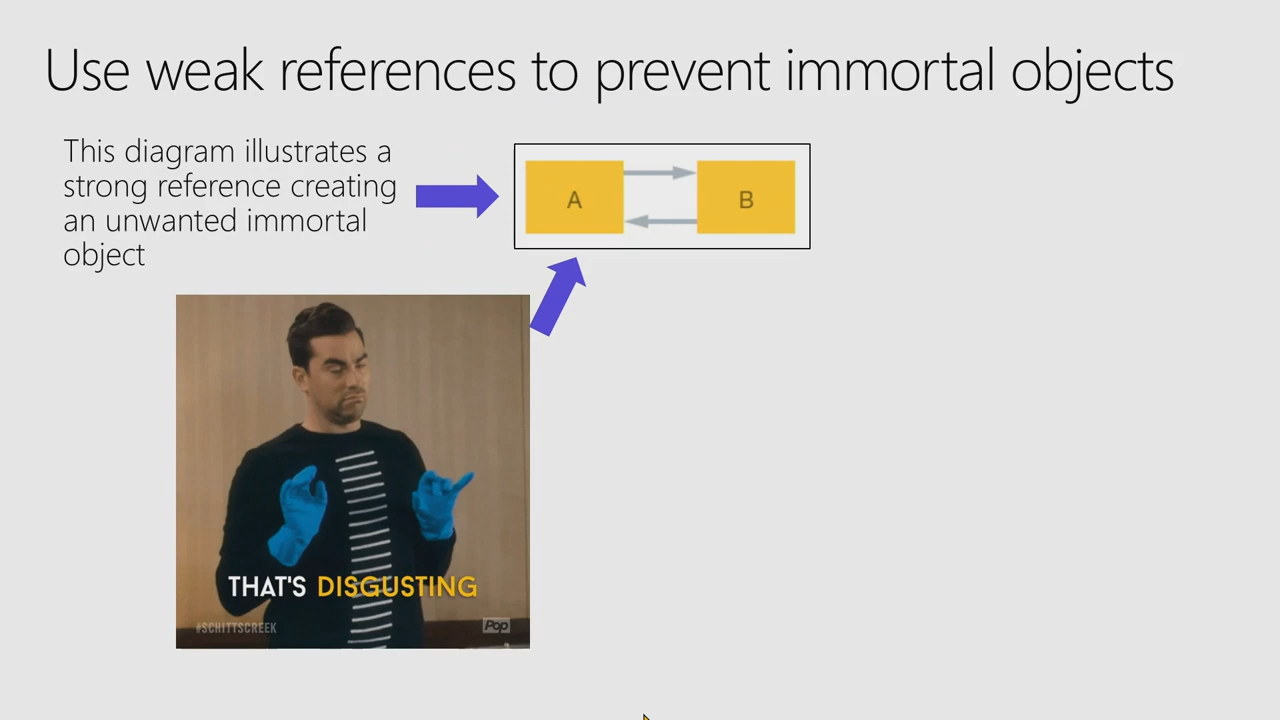 Use weak references to prevent immortal objects
This diagram illustrates a
strong reference creating
an unwanted immortal
object
A
B
THAT'S DISGUSTING
#SCHITTSCREEK
Pop